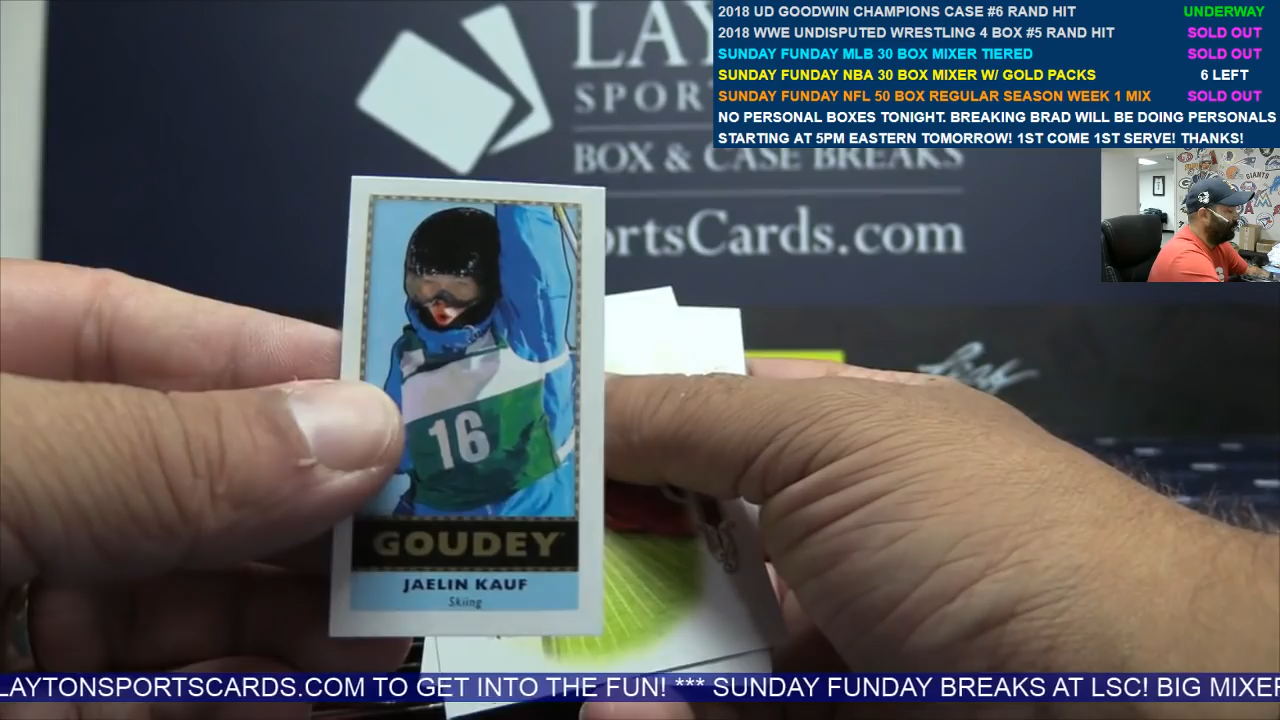 2018 UD GOODWIN CHAMPIONS CASE #6 RAND HIT UNDERWAY
2018 WWE UNDISPUTED WRESTLING 4 BOX #5 RAND HIT SOLD OUT
SUNDAY FUNDAY MLB 30 BOX MIXER TIERED SOLD OUT
SUNDAY FUNDAY NBA 30 BOX MIXER W/ GOLD PACKS 6 LEFT
SUNDAY FUNDAY NFL 50 BOX REGULAR SEASON WEEK 1 MIX SOLD OUT
NO PERSONAL BOXES TONIGHT. BREAKING BRAD WILL BE DOING PERSONALS
STARTING AT 5PM EASTERN TOMORROW! 1ST COME 1ST SERVE! THANKS!
LAY
SPORT
BOX & CASE BREAKS
ortsCards.com
GIANTS
16
GOUDEY
JAELIN KAUF
Skiing
LAYTONSPORTSCARDS.COM TO GET INTO THE FUN! *** SUNDAY FUNDAY BREAKS AT LSC! BIG MIXE